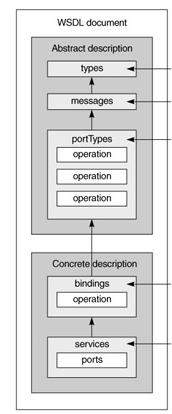 WSDL document
Abstract description
types
messages
portTypes
operation
operation
operation
Concrete description
bindings
operation
services
ports